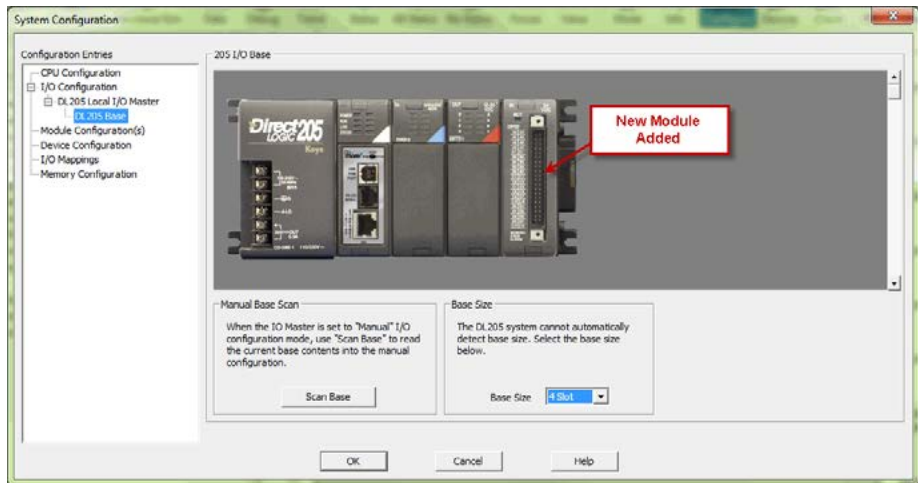 System Configuration
Configuration Entries
CPU Configuration
I/O Configuration
DL205 Local I/O Master
DL205 Base
Module Configuration(s)
Device Configuration
I/O Mappings
Memory Configuration
205 I/O Base
Direct
LOGIC 205
Koyo
New Module
Added
Manual Base Scan
When the IO Master is set to "Manual" I/O
configuration mode, use "Scan Base" to read
the current base contents into the manual
configuration.
Scan Base
Base Size
The DL205 system cannot automatically
detect base size. Select the base size
below.
Base Size 4 Slot
OK
Cancel
Help